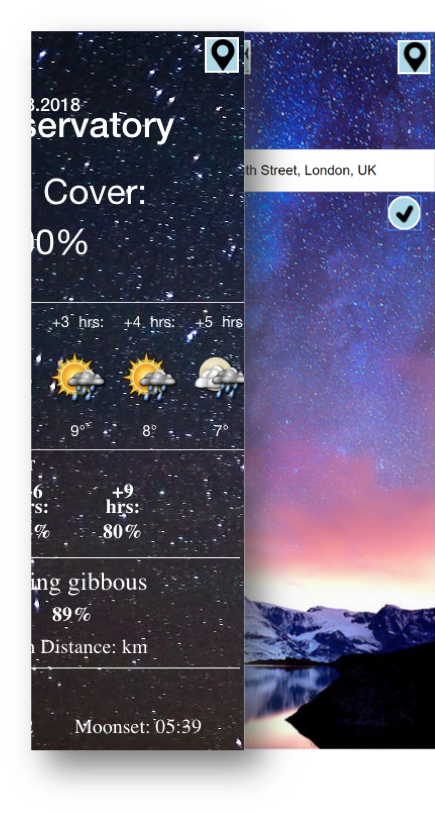 3.2018
servatory
Cover:
0%
th Street, London, UK
+3 hrs: +4 hrs: +5 hrs
9° 8° 7°
T
6 +9
rs: hrs:
% 80%
ing gibbous
89%
n Distance: km
Moonset: 05:39